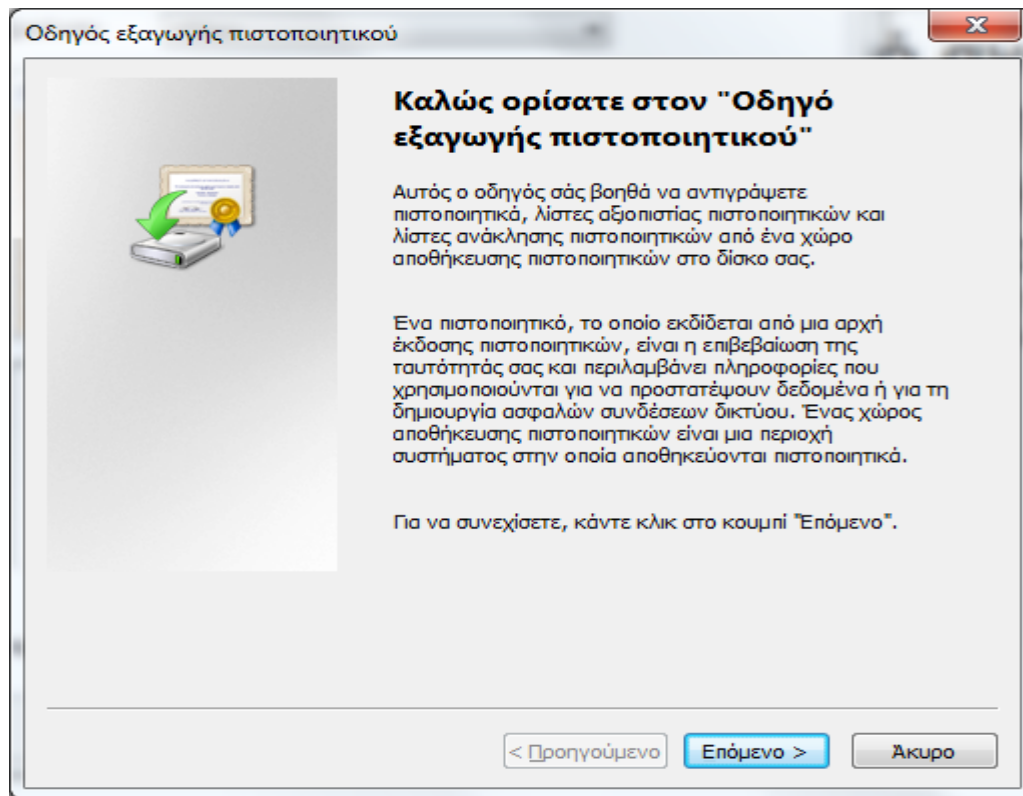 Οδηγός εξαγωγής πιστοποιητικού
Καλώς ορίσατε στον "Οδηγό
εξαγωγής πιστοποιητικού"
Αυτός ο οδηγός σάς βοηθά να αντιγράψετε
πιστοποιητικά, λίστες αξιοπιστίας πιστοποιητικών και
λίστες ανάκλησης πιστοποιητικών από ένα χώρο
αποθήκευσης πιστοποιητικών στο δίσκο σας.
Ένα πιστοποιητικό, το οποίο εκδίδεται από μια αρχή
έκδοσης πιστοποιητικών, είναι η επιβεβαίωση της
ταυτότητάς σας και περιλαμβάνει πληροφορίες που
χρησιμοποιούνται για να προστατέψουν δεδομένα ή για τη
δημιουργία ασφαλών συνδέσεων δικτύου. Ένας χώρος
αποθήκευσης πιστοποιητικών είναι μια περιοχή
συστήματος στην οποία αποθηκεύονται πιστοποιητικά.
Για να συνεχίσετε, κάντε κλικ στο κουμπί "Επόμενο".
< Προηγούμενο Επόμενο > Άκυρο